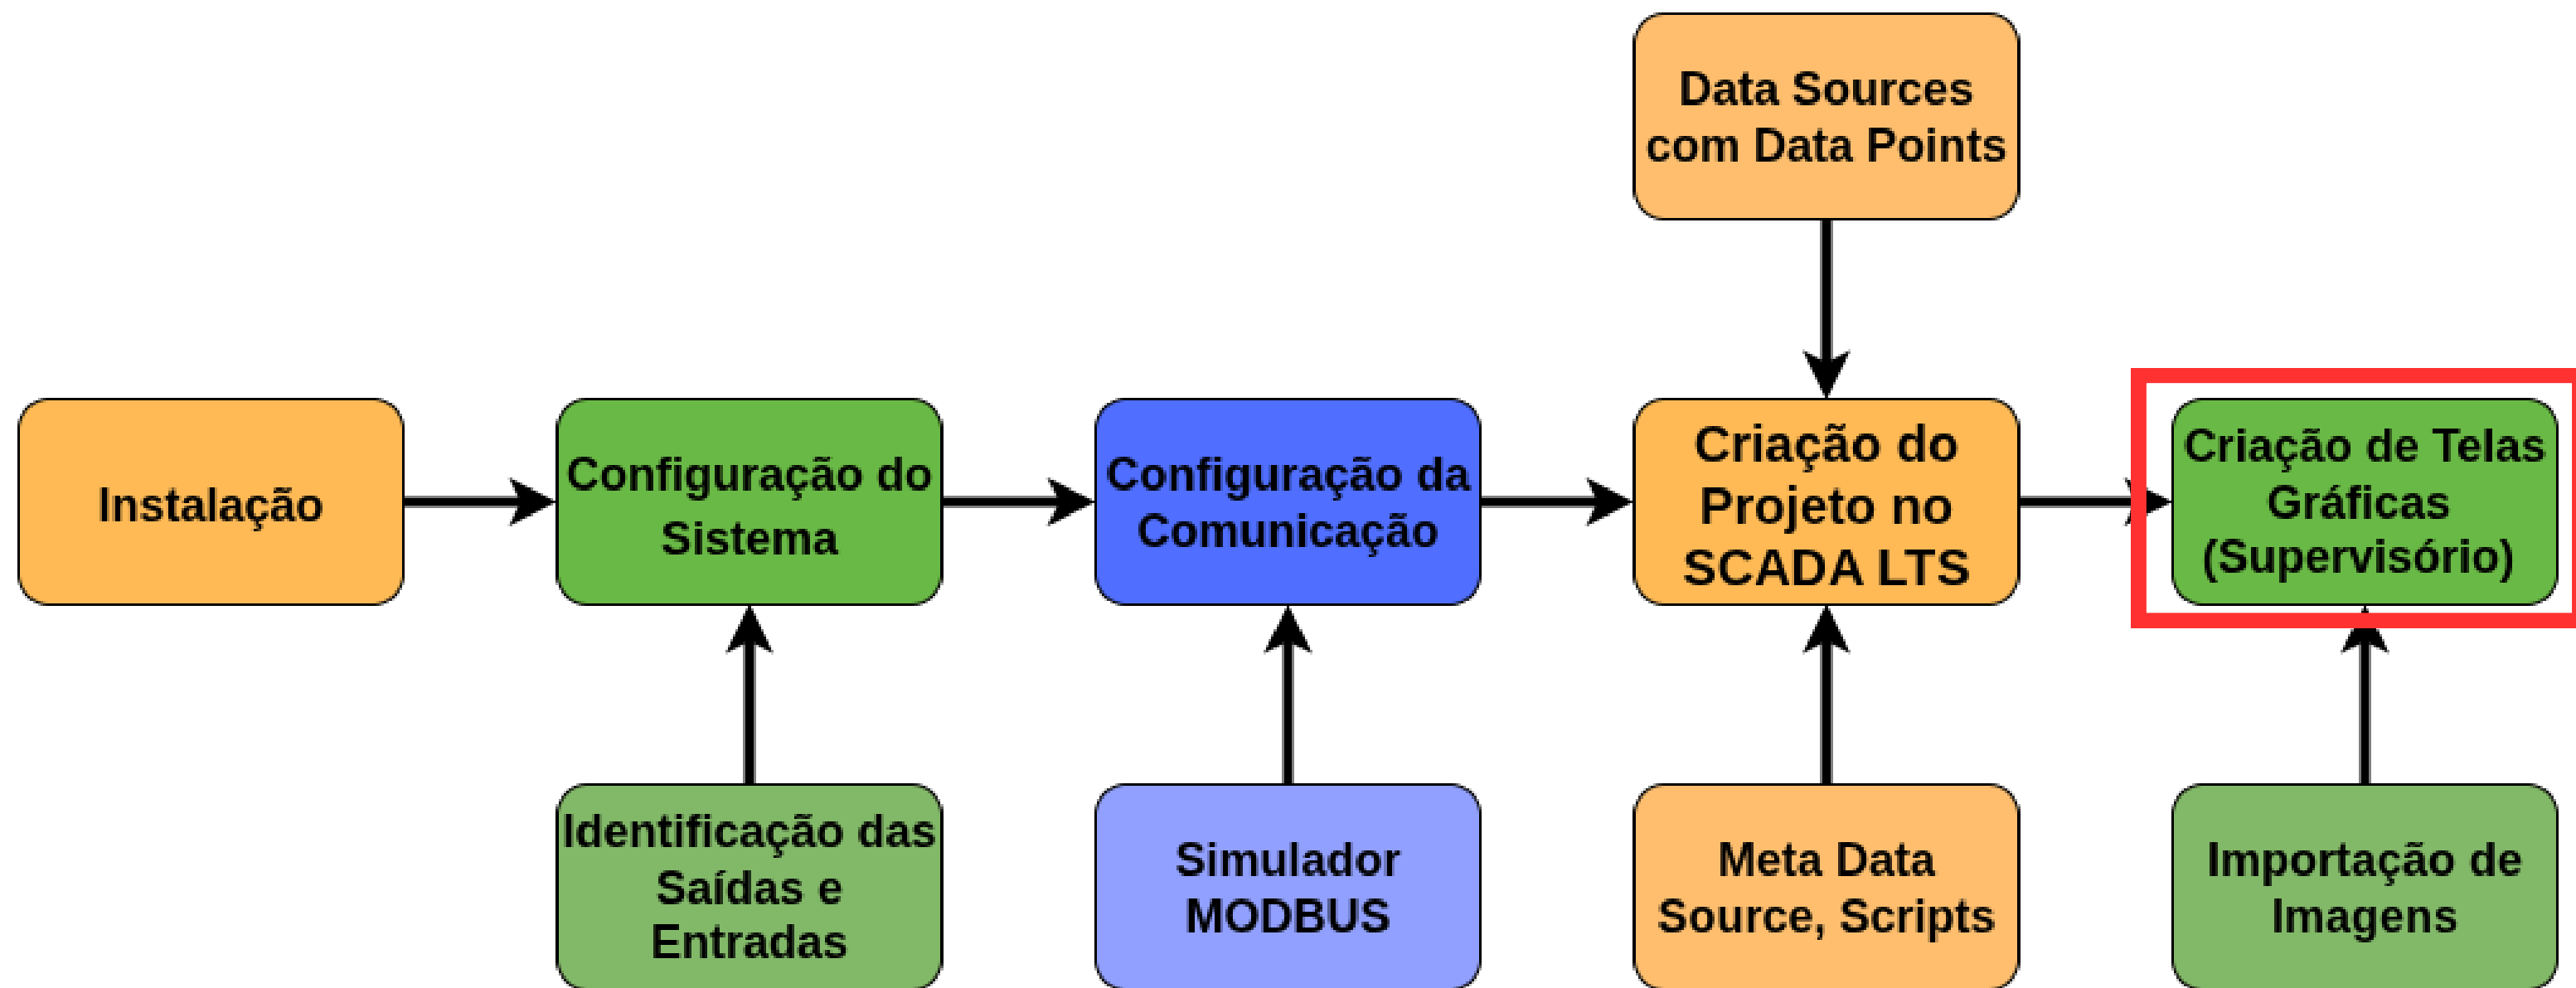 Data Sources
com Data Points
Instalação
Configuração do
Sistema
Configuração da
Comunicação
Criação do
Projeto no
SCADA LTS
Criação de Telas
Gráficas
(Supervisório)
Identificação das
Saídas e
Entradas
Simulador
MODBUS
Meta Data
Source, Scripts
Importação de
Imagens